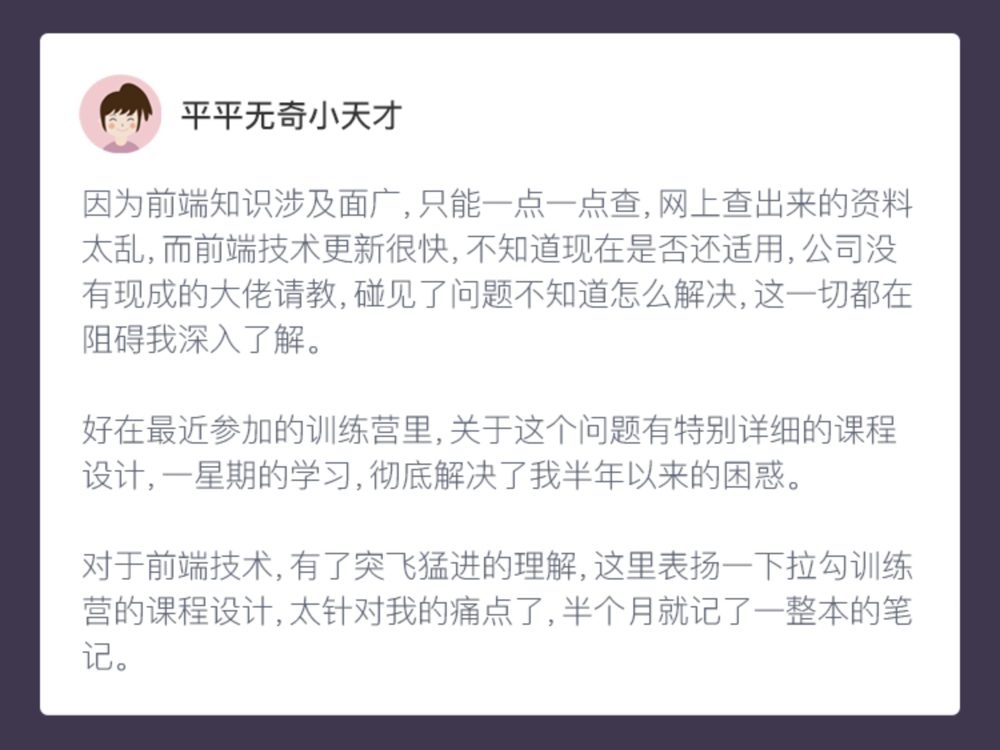 平平无奇小天才
因为前端知识涉及面广,只能一点一点查,网上查出来的资料
太乱,而前端技术更新很快,不知道现在是否还适用,公司没
有现成的大佬请教,碰见了问题不知道怎么解决,这一切都在
阻碍我深入了解。
好在最近参加的训练营里,关于这个问题有特别详细的课程
设计,一星期的学习,彻底解决了我半年以来的困惑。
对于前端技术,有了突飞猛进的理解,这里表扬一下拉勾训练
营的课程设计,太针对我的痛点了,半个月就记了一整本的笔
记。